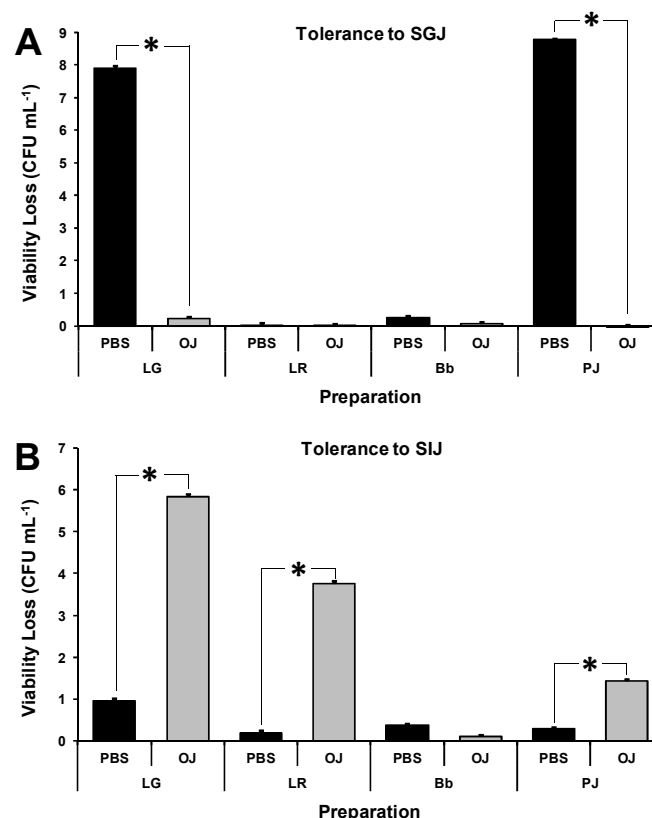 A
Tolerance to SGJ
*
*
Viability Loss (CFU mL⁻¹)
9
8
7
6
5
4
3
2
1
0
PBS OJ PBS OJ PBS OJ PBS OJ
LG LR Bb PJ
Preparation
B
Tolerance to SIJ
*
*
*
Viability Loss (CFU mL⁻¹)
7
6
5
4
3
2
1
0
PBS OJ PBS OJ PBS OJ PBS OJ
LG LR Bb PJ
Preparation